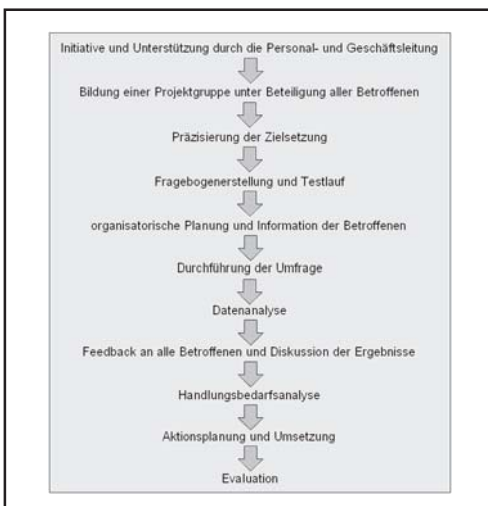 Initiative und Unterstützung durch die Personal- und Geschäftsleitung
Bildung einer Projektgruppe unter Beteiligung aller Betroffenen
Präzisierung der Zielsetzung
Fragebogenerstellung und Testlauf
organisatorische Planung und Information der Betroffenen
Durchführung der Umfrage
Datenanalyse
Feedback an alle Betroffenen und Diskussion der Ergebnisse
Handlungsbedarfsanalyse
Aktionsplanung und Umsetzung
Evaluation